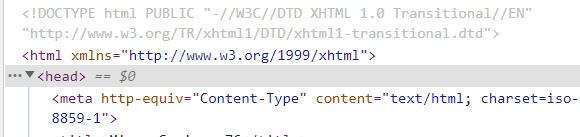 <!DOCTYPE html PUBLIC "-//W3C//DTD XHTML 1.0 Transitional//EN"
"http://www.w3.org/TR/xhtml1/DTD/xhtml1-transitional.dtd">
<html xmlns="http://www.w3.org/1999/xhtml">
···▼<head> == $0
<meta http-equiv="Content-Type" content="text/html; charset=iso-
8859-1">